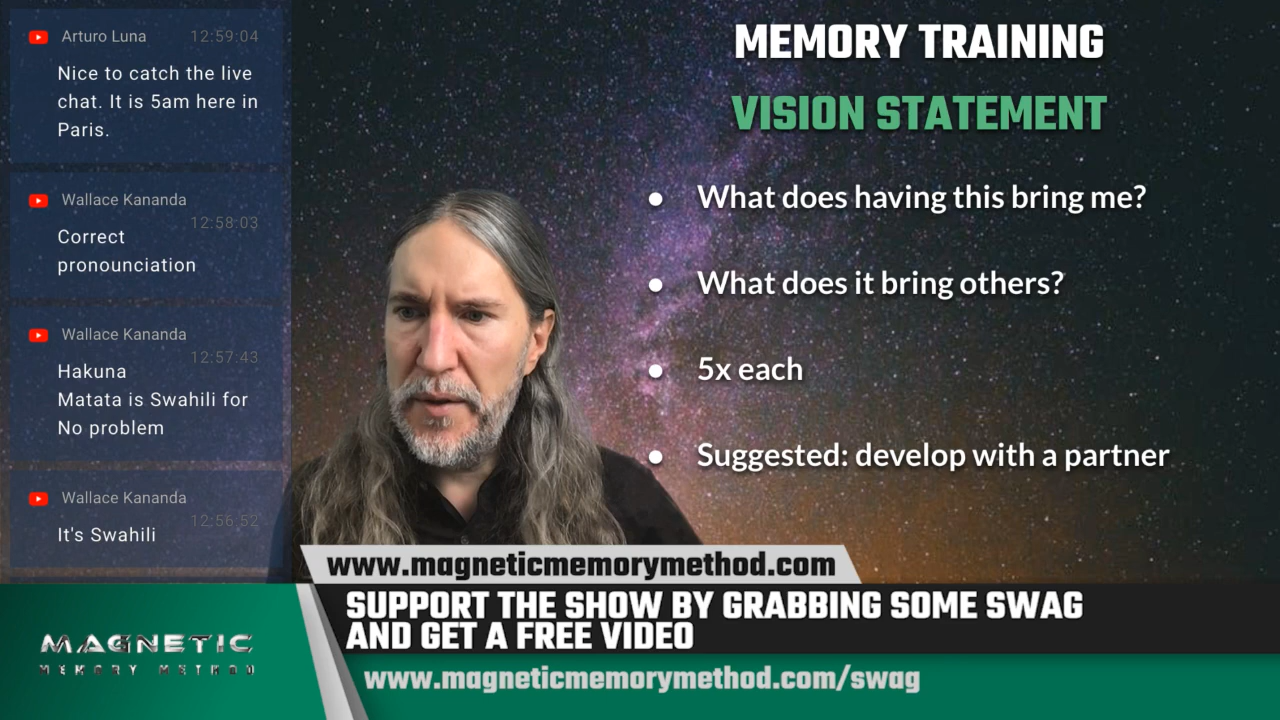 Arturo Luna 12:59:04
Nice to catch the live
chat. It is 5am here in
Paris.
Wallace Kananda
12:58:03
Correct
pronounciation
Wallace Kananda
12:57:43
Hakuna
Matata is Swahili for
No problem
Wallace Kananda
12:56:52
It's Swahili
MEMORY TRAINING
VISION STATEMENT
• What does having this bring me?
• What does it bring others?
• 5x each
• Suggested: develop with a partner
www.magneticmemorymethod.com
SUPPORT THE SHOW BY GRABBING SOME SWAG
AND GET A FREE VIDEO
www.magneticmemorymethod.com/swag
MAGNETIC
MEMORY METHOD